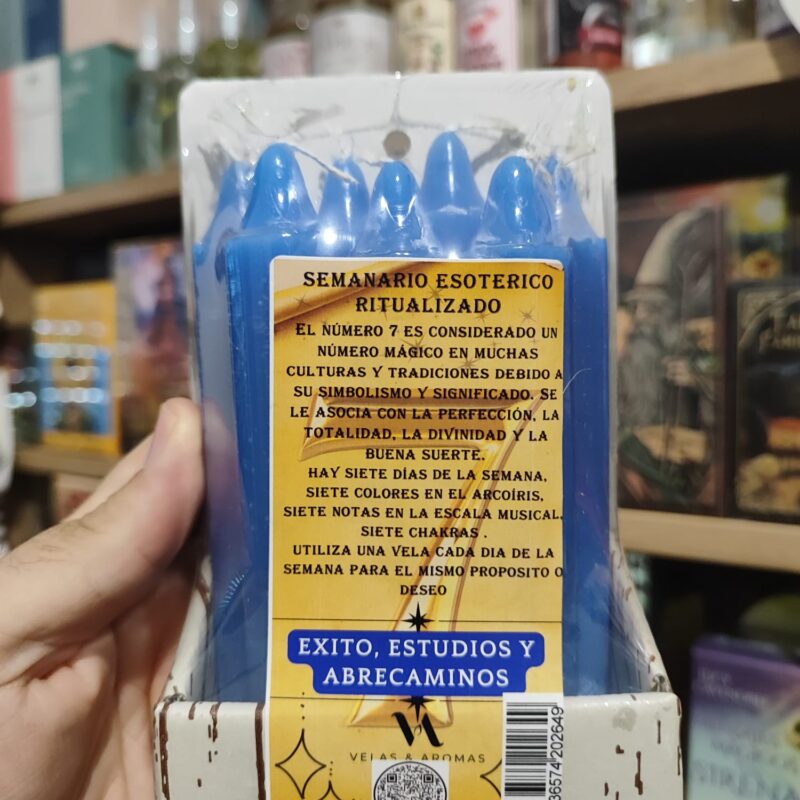 SEMANARIO ESOTERICO
RITUALIZADO
EL NÚMERO 7 ES CONSIDERADO UN
NÚMERO MÁGICO EN MUCHAS
CULTURAS Y TRADICIONES DEBIDO A
SU SIMBOLISMO Y SIGNIFICADO. SE
LE ASOCIA CON LA PERFECCIÓN, LA
TOTALIDAD, LA DIVINIDAD Y LA
BUENA SUERTE.
HAY SIETE DÍAS DE LA SEMANA,
SIETE COLORES EN EL ARCOÍRIS,
SIETE NOTAS EN LA ESCALA MUSICAL,
SIETE CHAKRAS .
UTILIZA UNA VELA CADA DIA DE LA
SEMANA PARA EL MISMO PROPOSITO O
DESEO
EXITO, ESTUDIOS Y
ABRECAMINOS
VELAS & AROMAS
36574 202649